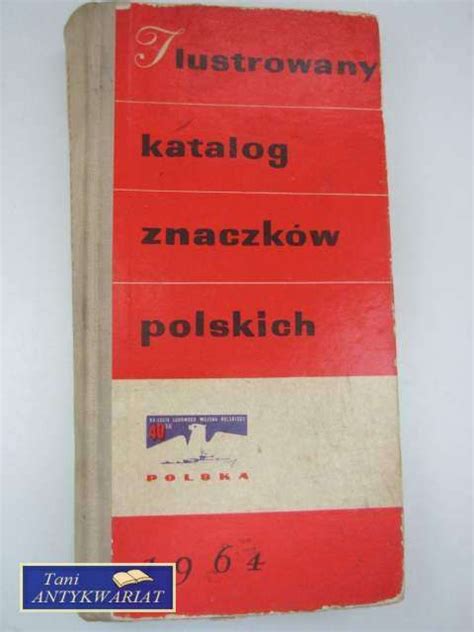 Ilustrowany
katalog
znaczków
polskich
POLSKA
1964
Tani
ANTYKWARIAT